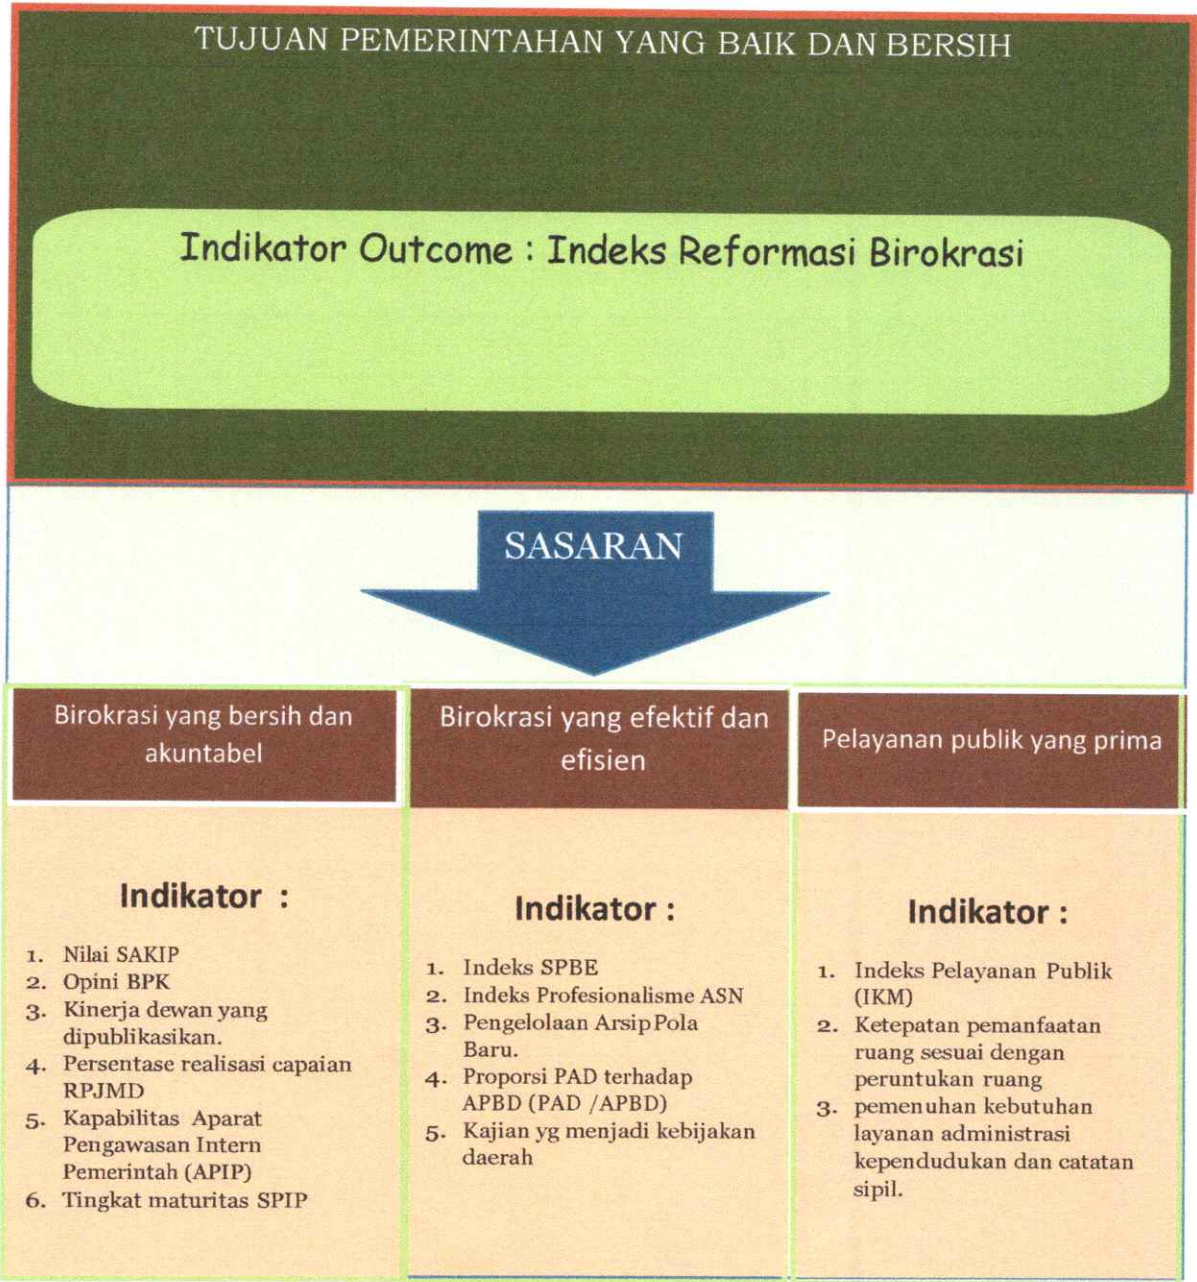 TUJUAN PEMERINTAHAN YANG BAIK DAN BERSIH
Indikator Outcome : Indeks Reformasi Birokrasi
SASARAN
Birokrasi yang bersih dan
akuntabel
Indikator :
1. Nilai SAKIP
2. Opini BPK
3. Kinerja dewan yang
dipublikasikan.
4. Persentase realisasi capaian
RPJMD
5. Kapabilitas Aparat
Pengawasan Intern
Pemerintah (APIP)
6. Tingkat maturitas SPIP
Birokrasi yang efektif dan
efisien
Indikator :
1. Indeks SPBE
2. Indeks Profesionalisme ASN
3. Pengelolaan Arsip Pola
Baru.
4. Proporsi PAD terhadap
APBD (PAD /APBD)
5. Kajian yg menjadi kebijakan
daerah
Pelayanan publik yang prima
Indikator :
1. Indeks Pelayanan Publik
(IKM)
2. Ketepatan pemanfaatan
ruang sesuai dengan
peruntukan ruang
3. pemenuhan kebutuhan
layanan administrasi
kependudukan dan catatan
sipil.